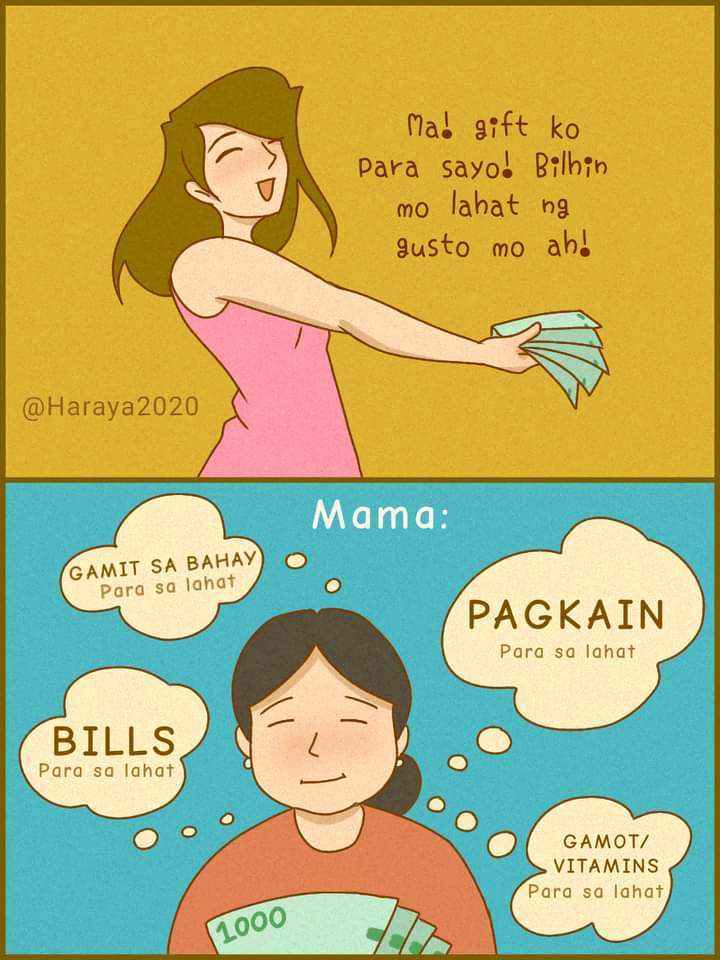 Ma! gift ko
para sayo! Bilhin
mo lahat ng
gusto mo ah!
@Haraya2020
Mama:
GAMIT SA BAHAY
Para sa lahat
PAGKAIN
Para sa lahat
BILLS
Para sa lahat
GAMOT/
VITAMINS
Para sa lahat
1000